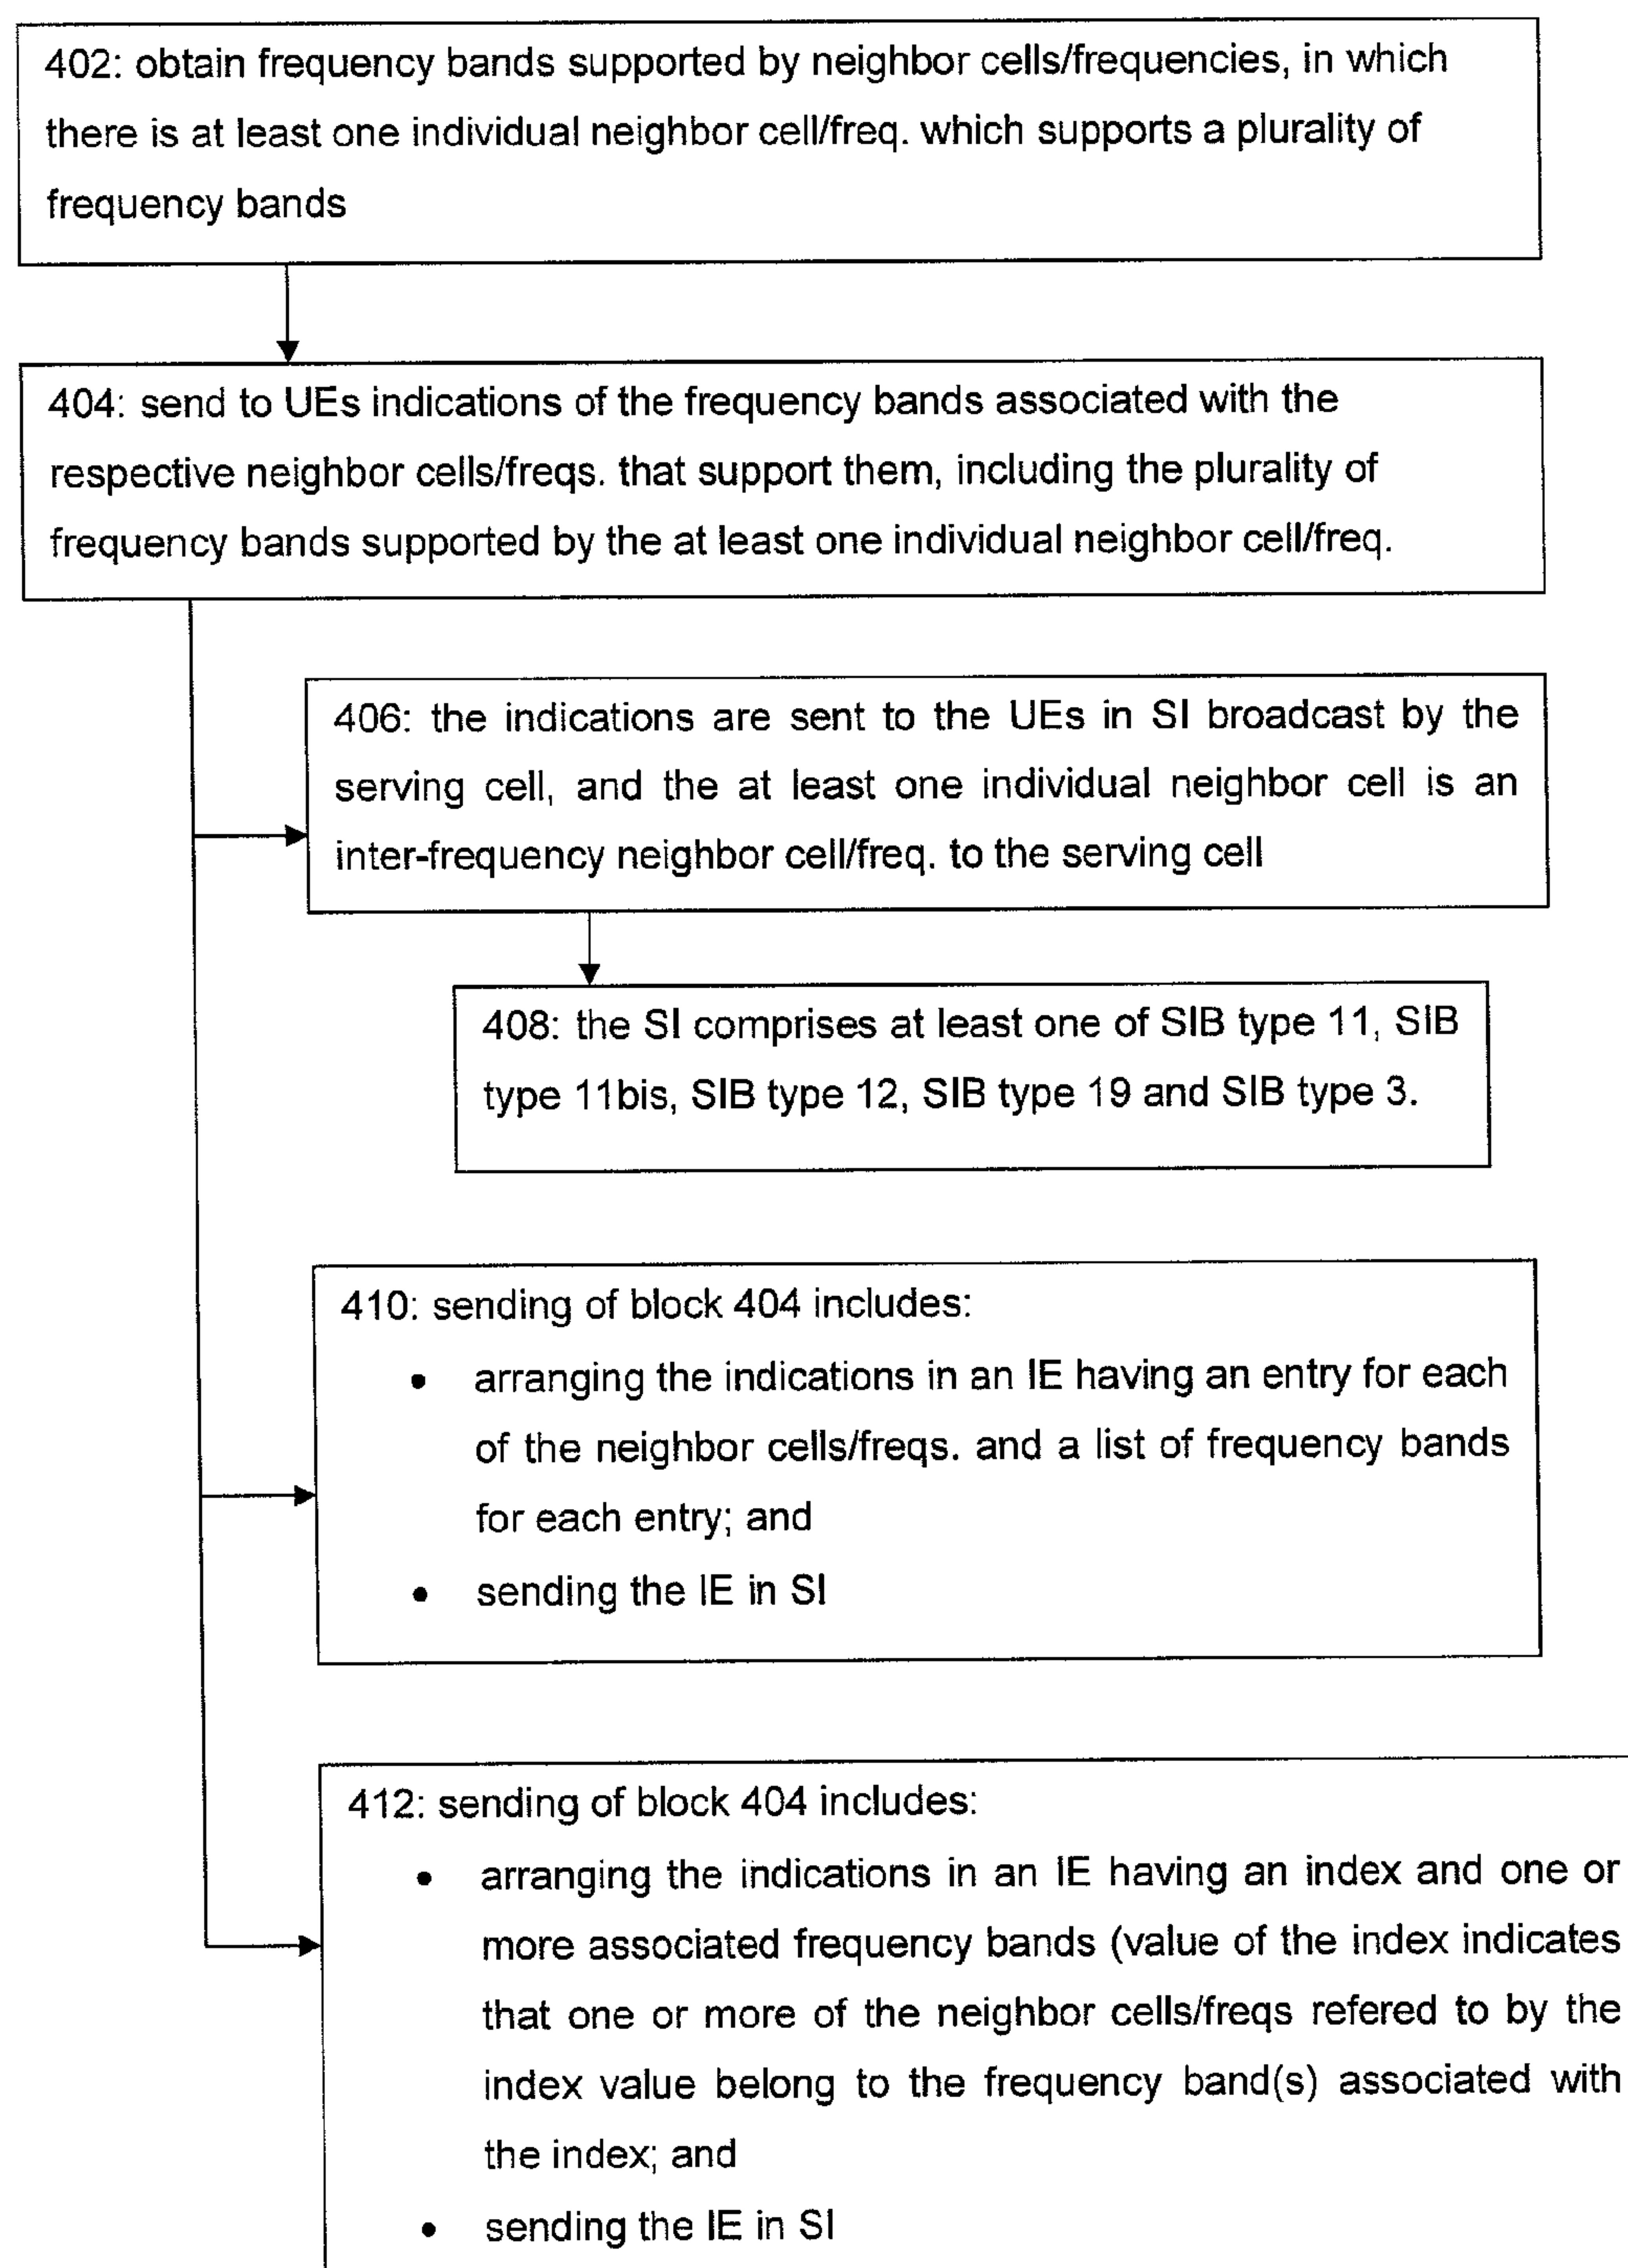 402: obtain frequency bands supported by neighbor cells/frequencies, in which
there is at least one individual neighbor cell/freq. which supports a plurality of
frequency bands
404: send to UEs indications of the frequency bands associated with the
respective neighbor cells/freqs. that support them, including the plurality of
frequency bands supported by the at least one individual neighbor cell/freq.
406: the indications are sent to the UEs in SI broadcast by the
serving cell, and the at least one individual neighbor cell is an
inter-frequency neighbor cell/freq. to the serving cell
408: the SI comprises at least one of SIB type 11, SIB
type 11bis, SIB type 12, SIB type 19 and SIB type 3.
410: sending of block 404 includes:
• arranging the indications in an IE having an entry for each
of the neighbor cells/freqs. and a list of frequency bands
for each entry; and
• sending the IE in SI
412: sending of block 404 includes:
• arranging the indications in an IE having an index and one or
more associated frequency bands (value of the index indicates
that one or more of the neighbor cells/freqs refered to by the
index value belong to the frequency band(s) associated with
the index; and
• sending the IE in SI